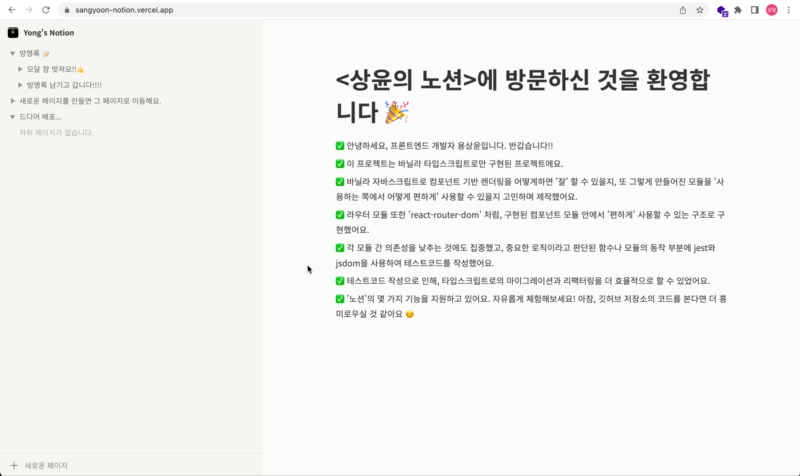 sangyoon-notion.vercel.app
Yong's Notion
방명록 📝
모달 창 멋져요!!👍
방명록 남기고 갑니다!!!!
새로운 페이지를 만들면 그 페이지로 이동해요.
드디어 배포...
하위 페이지가 없습니다.
새로운 페이지
<상윤의 노션>에 방문하신 것을 환영합
니다 🎉
✅ 안녕하세요, 프론트엔드 개발자 용상윤입니다. 반갑습니다!!
✅ 이 프로젝트는 바닐라 타입스크립트로만 구현된 프로젝트에요.
✅ 바닐라 자바스크립트로 컴포넌트 기반 렌더링을 어떻게하면 '잘' 할 수 있을지, 또 그렇게 만들어진 모듈을 '사
용하는 쪽에서 어떻게 편하게' 사용할 수 있을지 고민하며 제작했어요.
✅ 라우터 모듈 또한 'react-router-dom' 처럼, 구현된 컴포넌트 모듈 안에서 '편하게' 사용할 수 있는 구조로 구
현했어요.
✅ 각 모듈 간 의존성을 낮추는 것에도 집중했고, 중요한 로직이라고 판단된 함수나 모듈의 동작 부분에 jest와
jsdom을 사용하여 테스트코드를 작성했어요.
✅ 테스트코드 작성으로 인해, 타입스크립트로의 마이그레이션과 리팩터링을 더 효율적으로 할 수 있었어요.
✅ '노션'의 몇 가지 기능을 지원하고 있어요. 자유롭게 체험해보세요! 아참, 깃허브 저장소의 코드를 본다면 더 흥
미로우실 것 같아요 😊